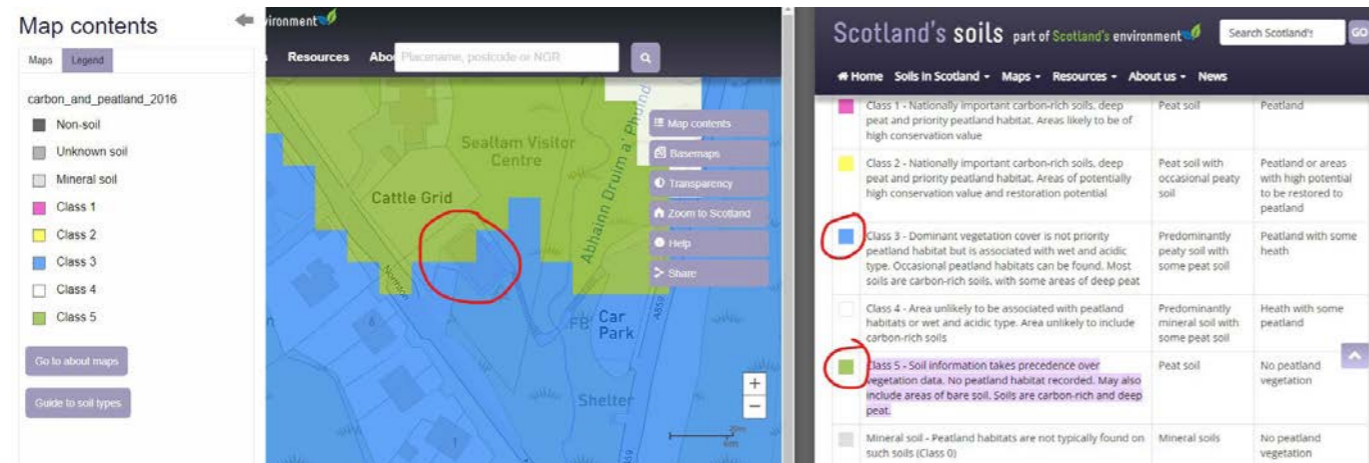 Map contents
Maps Legend
carbon_and_peatland_2016
Non-soil
Unknown soil
Mineral soil
Class 1
Class 2
Class 3
Class 4
Class 5
Go to about maps
Guide to soil types
vironment
Resources Abo
Placename, postcode or NGR
Map contents
Basemaps
Transparency
Zoom to Scotland
Help
Share
Seallam Visitor
Centre
Cattle Grid
Abhainn Druim a' Phuind
FB
Car
Park
A859
Shelter
6
1
A859
+
−
20m
Scotland's soils part of Scotland's environment
Search Scotland's
GO
Home Soils in Scotland Maps Resources About us News
Class 1 - Nationally important carbon-rich soils, deep
peat and priority peatland habitat. Areas likely to be of
high conservation value
Peat soil
Peatland
Class 2 - Nationally important carbon-rich soils, deep
peat and priority peatland habitat. Areas of potentially
high conservation value and restoration potential
Peat soil with
occasional peaty
soil
Peatland or areas
with high potential
to be restored to
peatland
Class 3 - Dominant vegetation cover is not priority
peatland habitat but is associated with wet and acidic
type. Occasional peatland habitats can be found. Most
soils are carbon-rich soils, with some areas of deep peat
Predominantly
peaty soil with
some peat soil
Peatland with some
heath
Class 4 - Area unlikely to be associated with peatland
habitats or wet and acidic type. Area unlikely to include
carbon-rich soils
Predominantly
mineral soil with
some peat soil
Heath with some
peatland
Class 5 - Soil information takes precedence over
vegetation data. No peatland habitat recorded. May also
include areas of bare soil. Soils are carbon-rich and deep
peat.
Peat soil
No peatland
vegetation
Mineral soil - Peatland habitats are not typically found on
such soils (Class 0)
Mineral soils
No peatland
vegetation